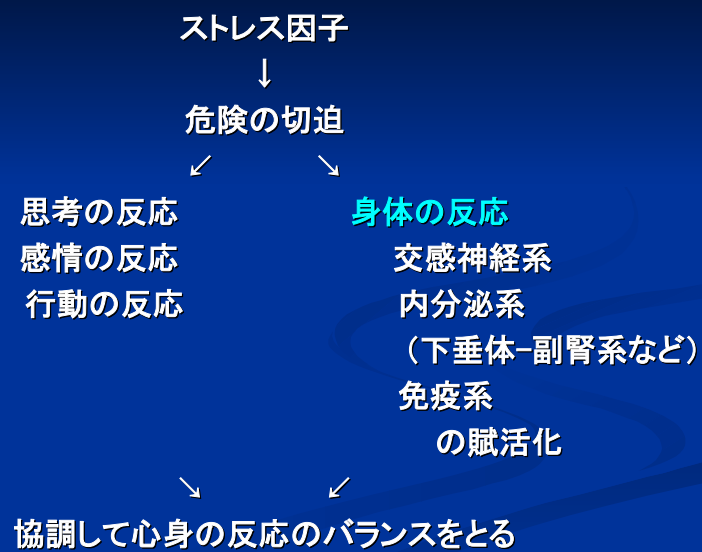 ストレス因子
↓
危険の切迫
↙ ↘
思考の反応 身体の反応
感情の反応 交感神経系
行動の反応 内分泌系
（下垂体−副腎系など）
免疫系
の賦活化
↘ ↙
協調して心身の反応のバランスをとる